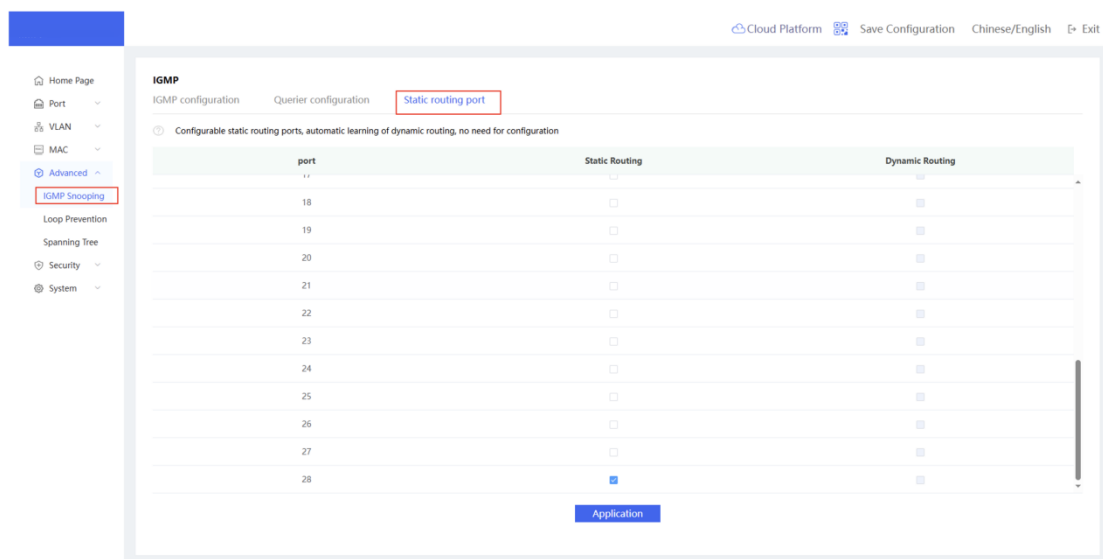 Cloud Platform Save Configuration Chinese/English Exit
Home Page
Port
VLAN
MAC
Advanced
IGMP Snooping
Loop Prevention
Spanning Tree
Security
System
IGMP
IGMP configuration Querier configuration Static routing port
Configurable static routing ports, automatic learning of dynamic routing, no need for configuration
port Static Routing Dynamic Routing
17
18
19
20
21
22
23
24
25
26
27
28
Application